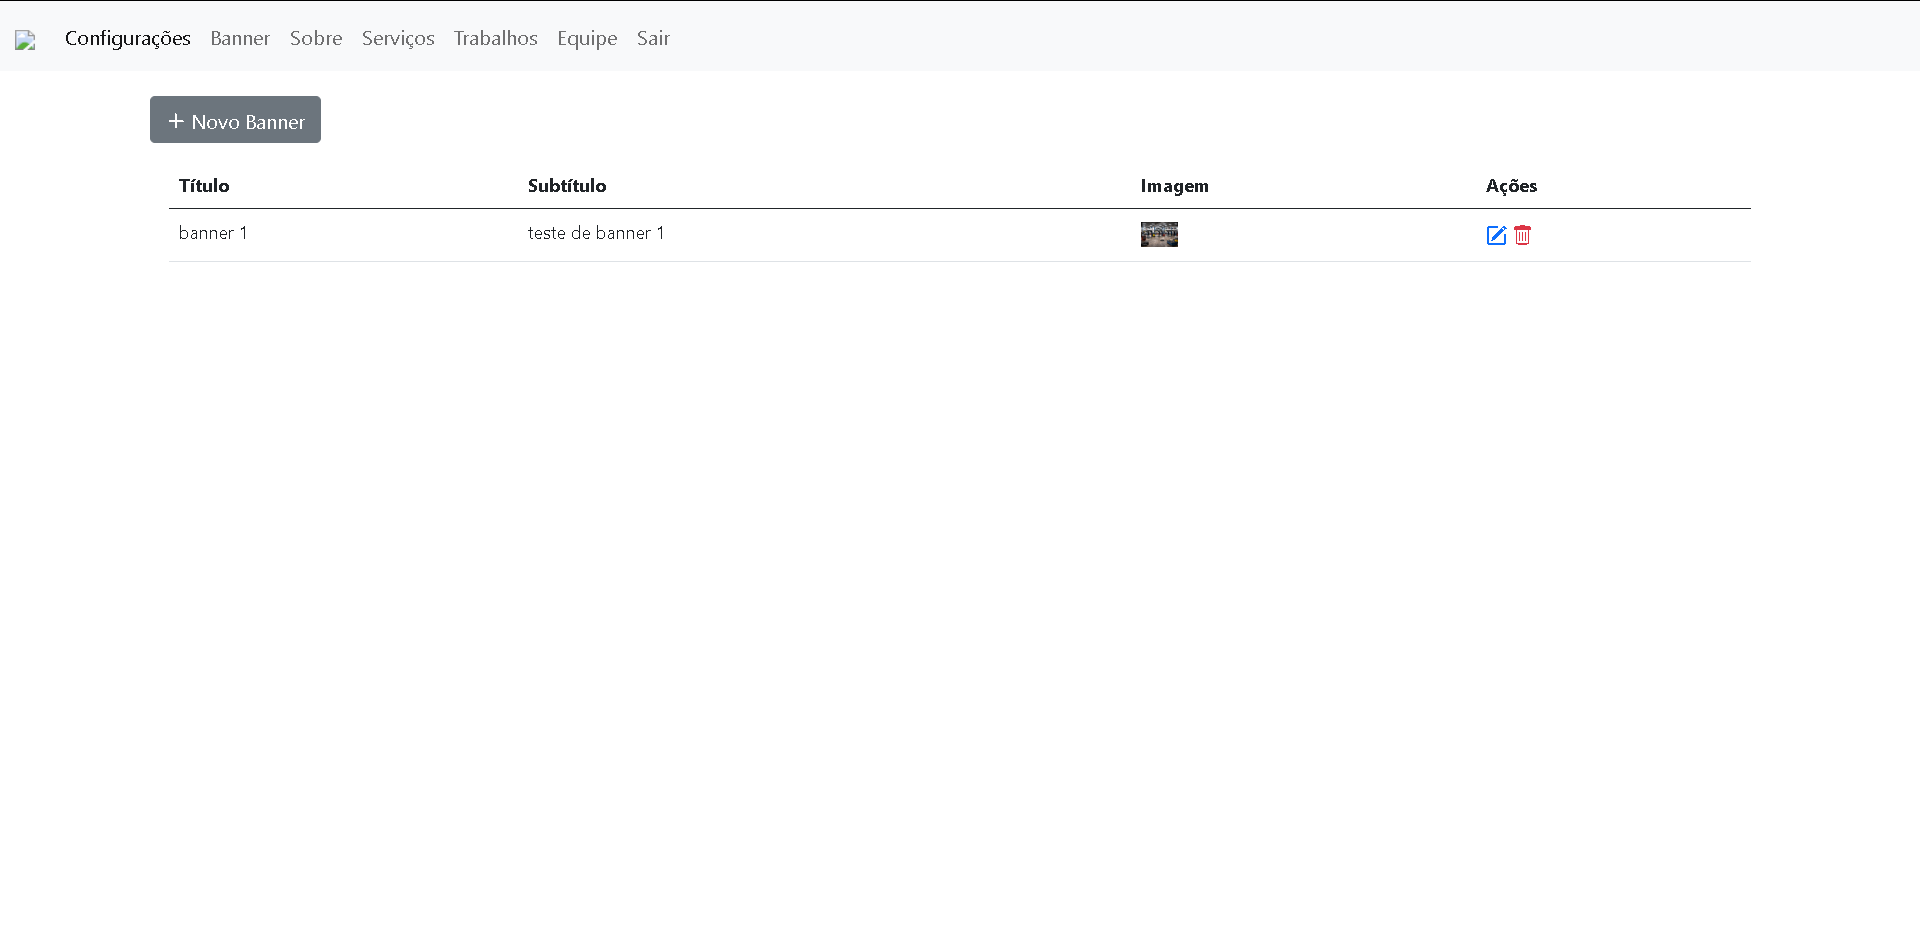 Configurações Banner Sobre Serviços Trabalhos Equipe Sair
+ Novo Banner
Título Subtítulo Imagem Ações
banner 1 teste de banner 1